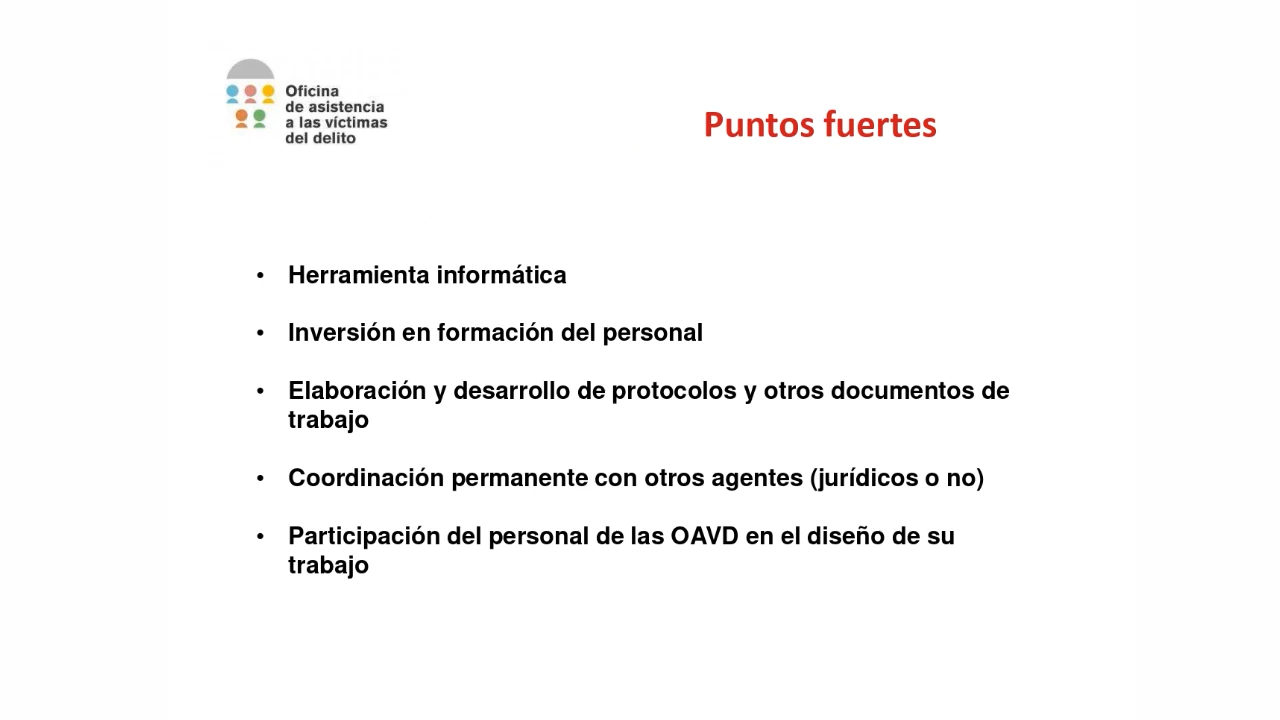 Oficina
de asistencia
a las víctimas
del delito
Puntos fuertes
• Herramienta informática
• Inversión en formación del personal
• Elaboración y desarrollo de protocolos y otros documentos de
trabajo
• Coordinación permanente con otros agentes (jurídicos o no)
• Participación del personal de las OAVD en el diseño de su
trabajo